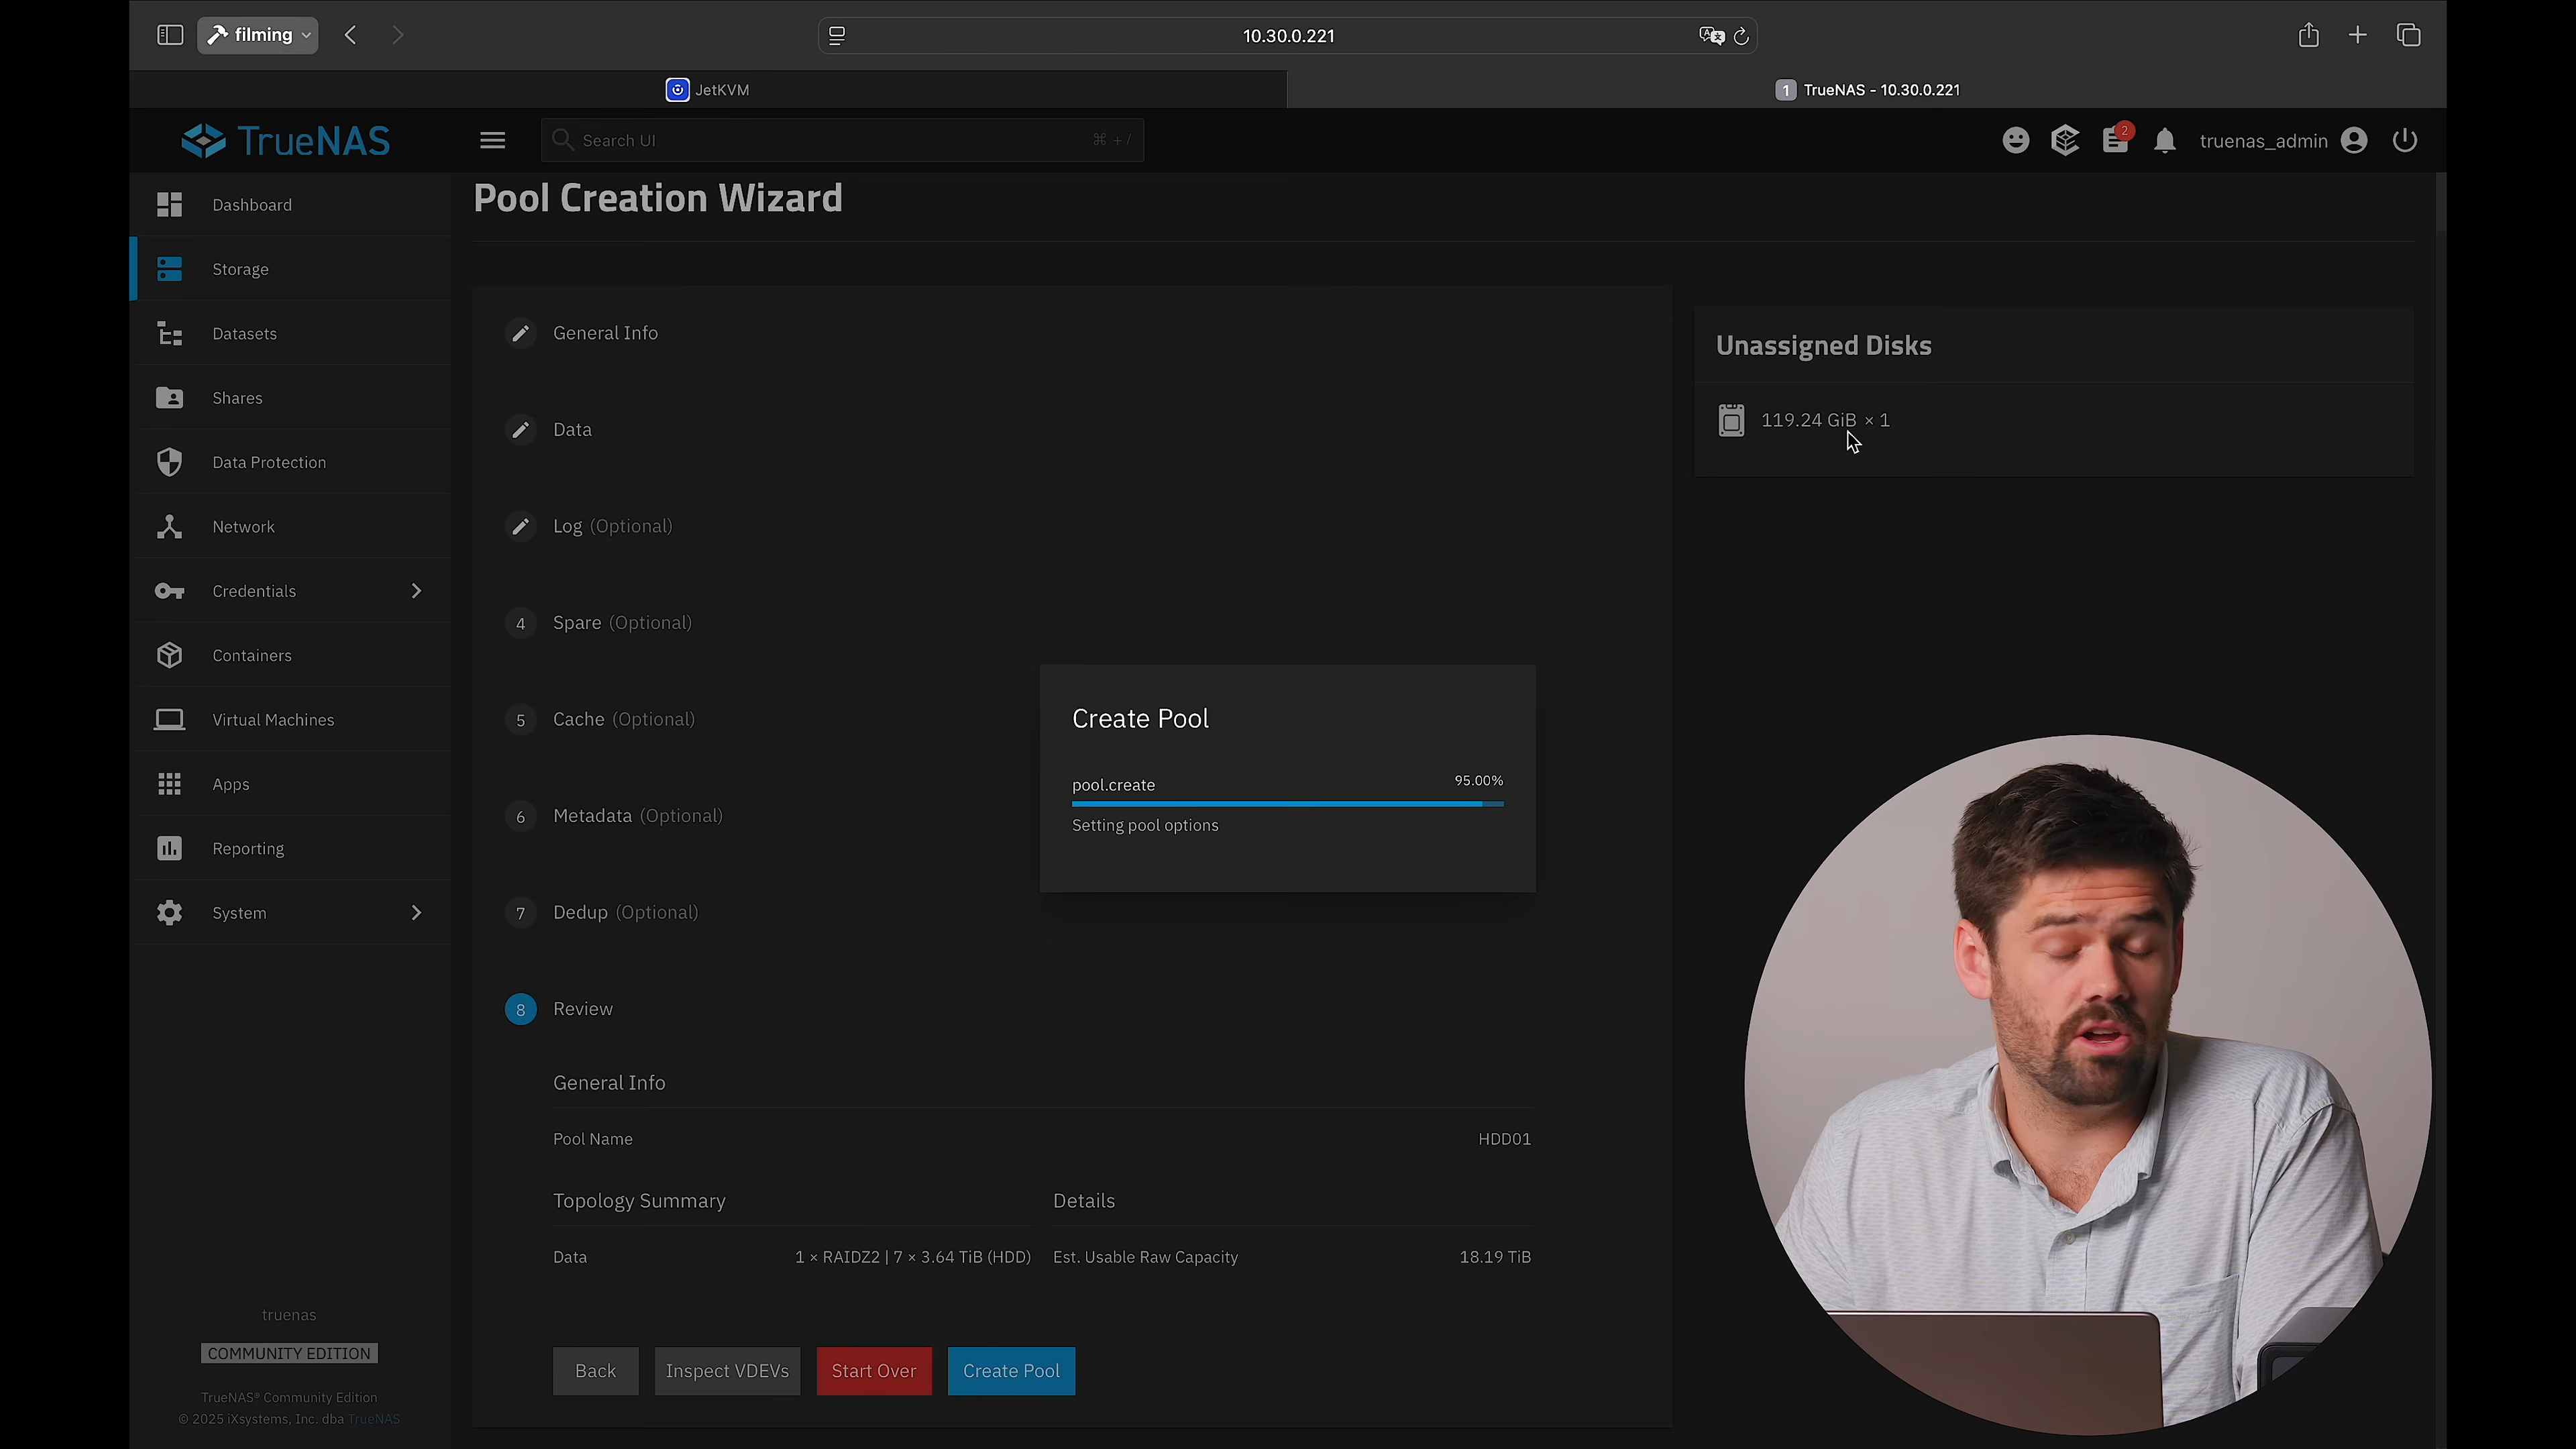 filming
10.30.0.221
JetKVM
1 TrueNAS - 10.30.0.221
TrueNAS
Search UI
⌘ + /
2
truenas_admin
Dashboard
Storage
Datasets
Shares
Data Protection
Network
Credentials
Containers
Virtual Machines
Apps
Reporting
System
truenas
COMMUNITY EDITION
TrueNAS® Community Edition
© 2025 iXsystems, Inc. dba TrueNAS
Pool Creation Wizard
General Info
Data
Log (Optional)
4 Spare (Optional)
5 Cache (Optional)
6 Metadata (Optional)
7 Dedup (Optional)
8 Review
General Info
Pool Name HDD01
Topology Summary
Data 1 × RAIDZ2 | 7 × 3.64 TiB (HDD)
Details
Est. Usable Raw Capacity 18.19 TiB
Back
Inspect VDEVs
Start Over
Create Pool
Create Pool
pool.create 95.00%
Setting pool options
Unassigned Disks
119.24 GiB × 1